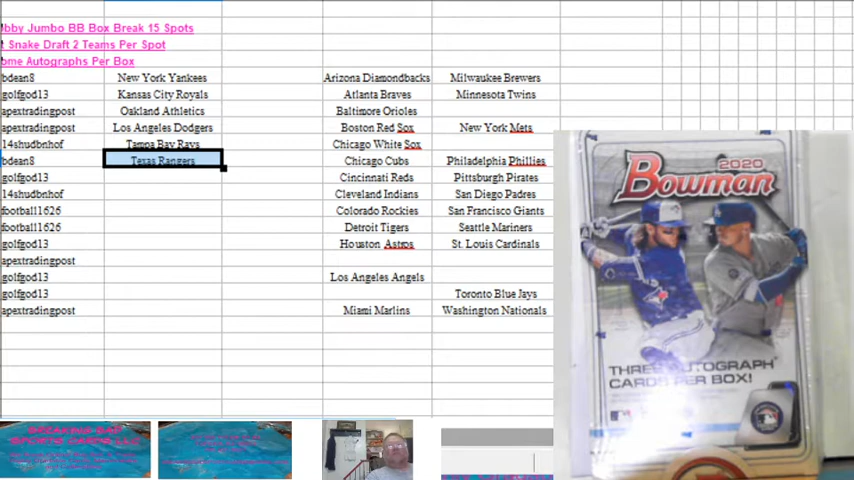 bby Jumbo BB Box Break 15 Spots
t Snake Draft 2 Teams Per Spot
ome Autographs Per Box
bdean8 New York Yankees Arizona Diamondbacks Milwaukee Brewers
golfgod13 Kansas City Royals Atlanta Braves Minnesota Twins
apextradingpost Oakland Athletics Baltimore Orioles
apextradingpost Los Angeles Dodgers Boston Red Sox New York Mets
14shudbnhof Tampa Bay Rays Chicago White Sox
bdean8 Texas Rangers Chicago Cubs Philadelphia Phillies
golfgod13 Cincinnati Reds Pittsburgh Pirates
14shudbnhof Cleveland Indians San Diego Padres
football1626 Colorado Rockies San Francisco Giants
football1626 Detroit Tigers Seattle Mariners
golfgod13 Houston Astros St. Louis Cardinals
apextradingpost
golfgod13 Los Angeles Angels
golfgod13 Toronto Blue Jays
apextradingpost Miami Marlins Washington Nationals
2020
Bowman
THREE AUTOGRAPH
CARDS PER BOX!
SPORTS CARDS LLC